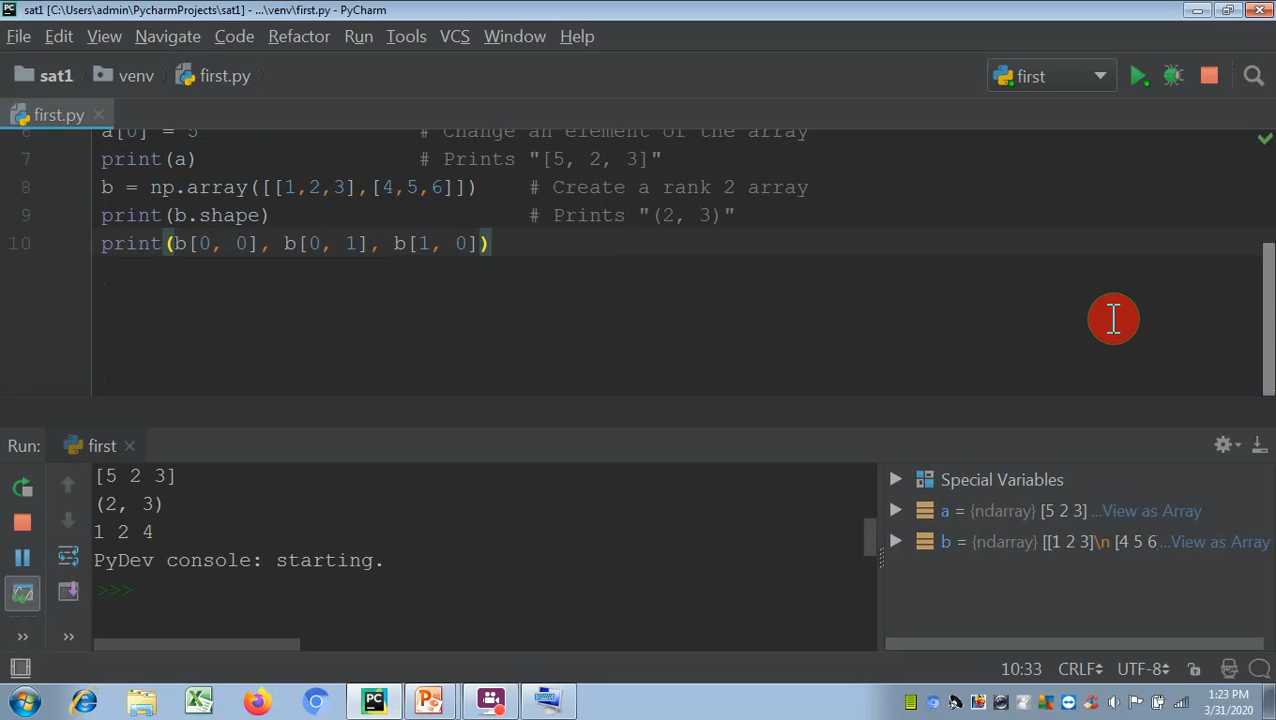 sat1 [C:\Users\admin\PycharmProjects\sat1] - ...\venv\first.py - PyCharm
File Edit View Navigate Code Refactor Run Tools VCS Window Help
sat1 venv first.py first
first.py
6 a[0] = 5 # Change an element of the array
7 print(a) # Prints "[5, 2, 3]"
8 b = np.array([[1,2,3],[4,5,6]]) # Create a rank 2 array
9 print(b.shape) # Prints "(2, 3)"
10 print(b[0, 0], b[0, 1], b[1, 0])
Run: first
[5 2 3]
(2, 3)
1 2 4
PyDev console: starting.
>>>
Special Variables
a = {ndarray} [5 2 3] ...View as Array
b = {ndarray} [[1 2 3]\n [4 5 6...View as Array
10:33 CRLF UTF-8
1:23 PM
3/31/2020